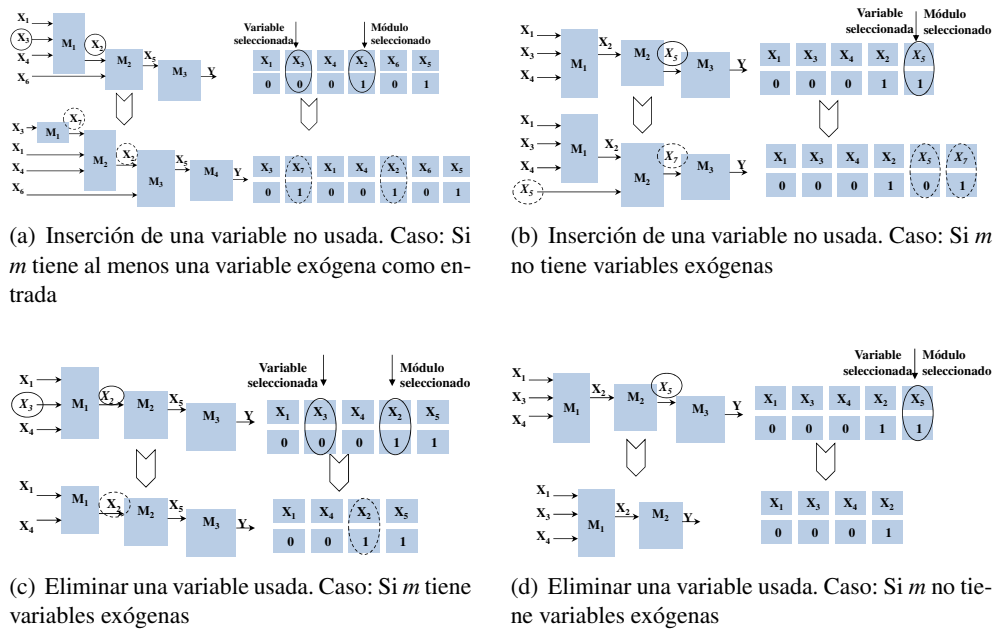 X1
X3
X4
X6
M1
X2
M2
X5
M3
Y
Variable
seleccionada
Módulo
seleccionado
X1 X3 X4 X2 X6 X5
0 0 0 1 0 1
X3
X1
X4
X6
M1
X7
M2
X2
M3
X5
M4
Y
X3 X7 X1 X4 X2 X6 X5
0 1 0 0 1 0 1
(a) Inserción de una variable no usada. Caso: Si
m tiene al menos una variable exógena como en-
trada
X1
X3
X4
M1
X2
M2
X5
M3
Y
Variable
seleccionada
Módulo
seleccionado
X1 X3 X4 X2 X5
0 0 0 1 1
X1
X3
X4
X5
M1
X2
M2
X7
M3
Y
X1 X3 X4 X2 X5 X7
0 0 0 1 0 1
(b) Inserción de una variable no usada. Caso: Si m
no tiene variables exógenas
X1
X3
X4
M1
X2
M2
X5
M3
Y
Variable
seleccionada
Módulo
seleccionado
X1 X3 X4 X2 X5
0 0 0 1 1
X1
X4
M1
X2
M2
X5
M3
Y
X1 X4 X2 X5
0 0 1 1
(c) Eliminar una variable usada. Caso: Si m tiene
variables exógenas
X1
X3
X4
M1
X2
M2
X5
M3
Y
Variable
seleccionada
Módulo
seleccionado
X1 X3 X4 X2 X5
0 0 0 1 1
X1
X3
X4
M1
X2
M2
Y
X1 X3 X4 X2
0 0 0 1
(d) Eliminar una variable usada. Caso: Si m no tie-
ne variables exógenas